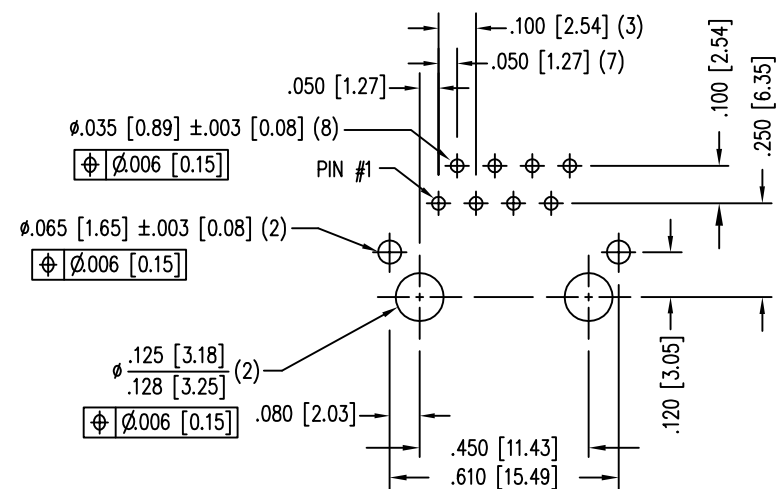 .100 [2.54] (3)
.050 [1.27] (7)
.050 [1.27]
.100 [2.54]
.250 [6.35]
ø.035 [0.89] ±.003 [0.08] (8)
⌖ Ø.006 [0.15]
PIN #1
ø.065 [1.65] ±.003 [0.08] (2)
⌖ Ø.006 [0.15]
ø .125 [3.18]
.128 [3.25] (2)
⌖ Ø.006 [0.15]
.080 [2.03]
.120 [3.05]
.450 [11.43]
.610 [15.49]